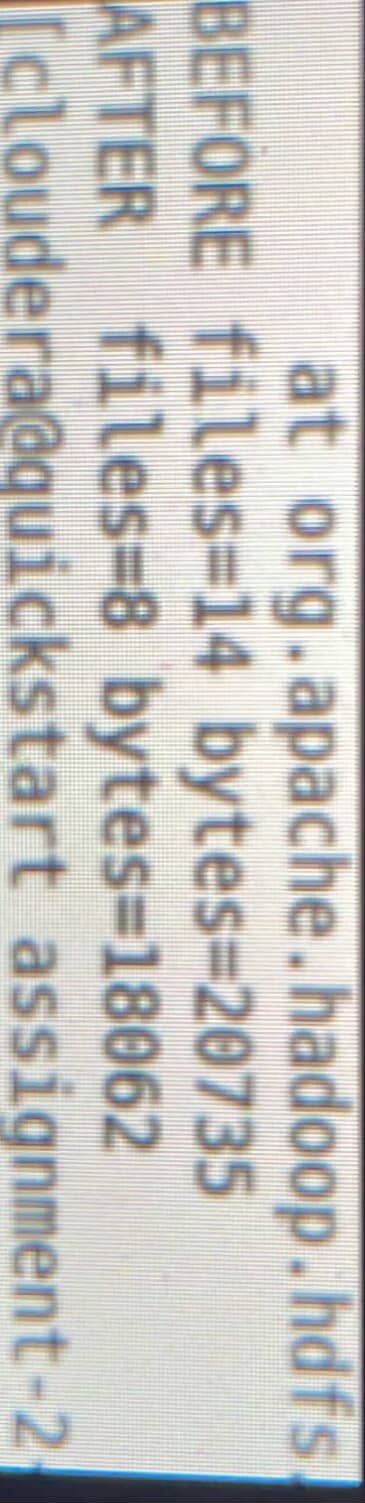 at org.apache.hadoop.hdfs.
BEFORE files=14 bytes=20735
AFTER  files=8 bytes=18062
[cloudera@quickstart assignment-2